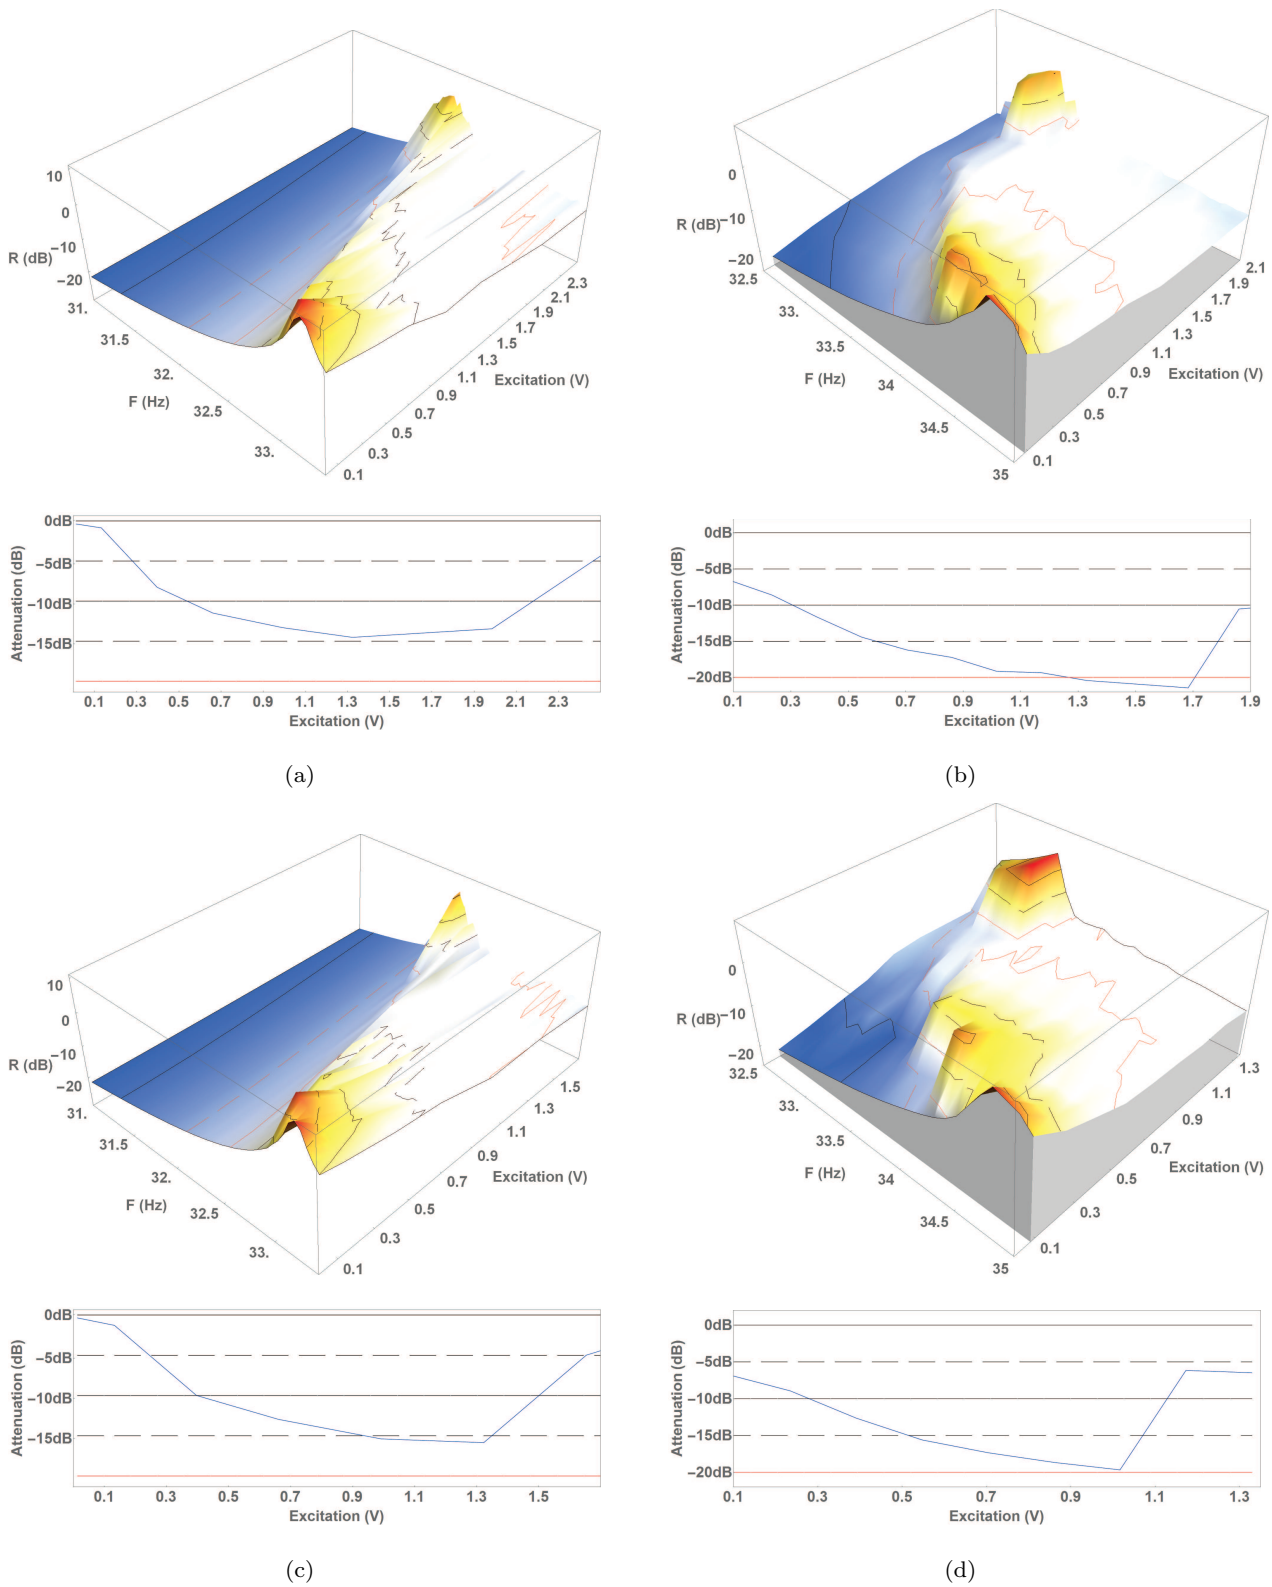 10
0
R (dB) −10
−20
31.
31.5
32.
F (Hz)
32.5
33.
0.1
0.3
0.5
0.7
0.9
1.1
1.3
1.5
1.7
1.9
2.1
2.3
Excitation (V)
0dB
−5dB
−10dB
−15dB
Attenuation (dB)
0.1 0.3 0.5 0.7 0.9 1.1 1.3 1.5 1.7 1.9 2.1 2.3
Excitation (V)
(a)
0
−10
R (dB)
−20
32.5
33.
33.5
F (Hz) 34
34.5
35
0.1
0.3
0.5
0.7
0.9
1.1
1.3
1.5
1.7
1.9
2.1
Excitation (V)
0dB
−5dB
−10dB
−15dB
−20dB
Attenuation (dB)
0.1 0.3 0.5 0.7 0.9 1.1 1.3 1.5 1.7 1.9
Excitation (V)
(b)
10
0
−10
R (dB)
−20
31.
31.5
32.
F (Hz) 32.5
33.
0.1
0.3
0.5
0.7
0.9
1.1
1.3
1.5
Excitation (V)
0dB
−5dB
−10dB
−15dB
Attenuation (dB)
0.1 0.3 0.5 0.7 0.9 1.1 1.3 1.5
Excitation (V)
(c)
0
R (dB) −10
−20
32.5
33.
33.5
F (Hz) 34
34.5
35
0.1
0.3
0.5
0.7
0.9
1.1
1.3
Excitation (V)
0dB
−5dB
−10dB
−15dB
−20dB
Attenuation (dB)
0.1 0.3 0.5 0.7 0.9 1.1 1.3
Excitation (V)
(d)